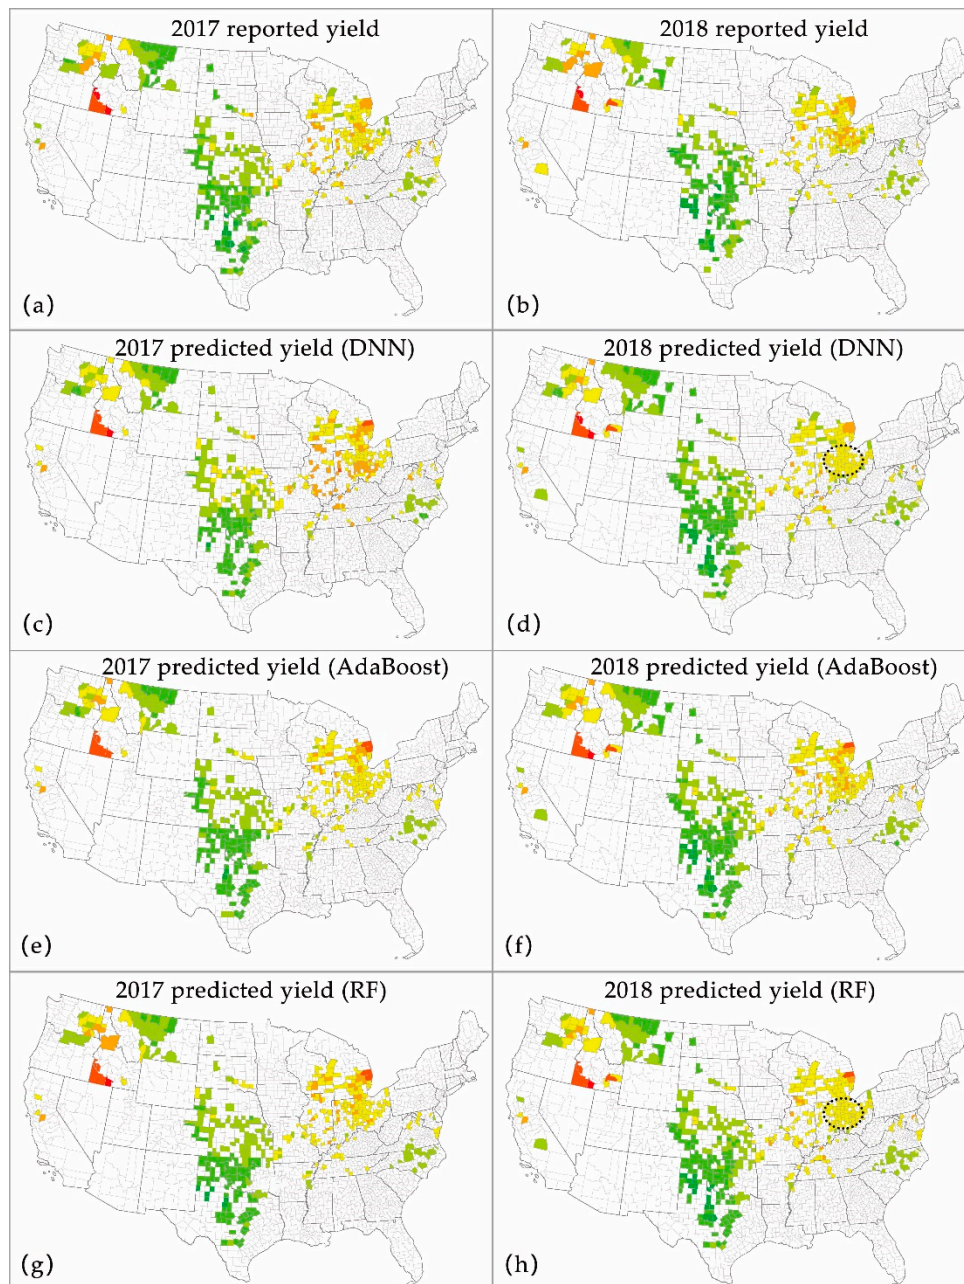 2017 reported yield
(a)
2018 reported yield
(b)
2017 predicted yield (DNN)
(c)
2018 predicted yield (DNN)
(d)
2017 predicted yield (AdaBoost)
(e)
2018 predicted yield (AdaBoost)
(f)
2017 predicted yield (RF)
(g)
2018 predicted yield (RF)
(h)